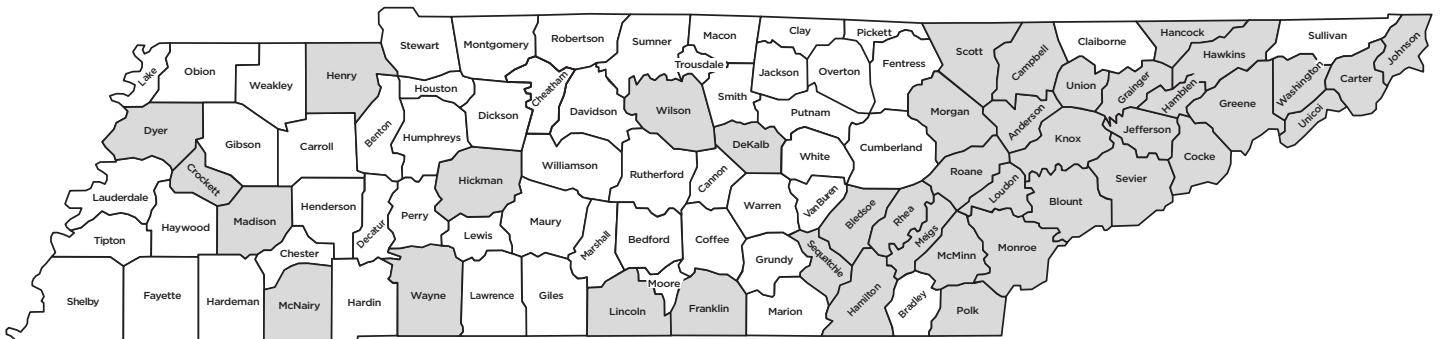 Lake
Obion
Weakley
Henry
Stewart
Montgomery
Robertson
Sumner
Macon
Clay
Pickett
Scott
Campbell
Claiborne
Hancock
Hawkins
Sullivan
Johnson
Trousdale
Jackson
Overton
Fentress
Houston
Cheatham
Dickson
Davidson
Wilson
Smith
Putnam
Morgan
Anderson
Union
Grainger
Hamblen
Greene
Washington
Carter
Unicoi
Dyer
Gibson
Carroll
Benton
Humphreys
Williamson
Rutherford
DeKalb
White
Cumberland
Knox
Jefferson
Cocke
Crockett
Hickman
Cannon
Roane
Loudon
Sevier
Lauderdale
Haywood
Madison
Henderson
Decatur
Perry
Lewis
Maury
Marshall
Bedford
Coffee
Warren
Van Buren
Bledsoe
Rhea
Meigs
Blount
Tipton
Chester
Grundy
Sequatchie
McMinn
Monroe
Shelby
Fayette
Hardeman
McNairy
Hardin
Wayne
Lawrence
Giles
Lincoln
Moore
Franklin
Marion
Hamilton
Bradley
Polk